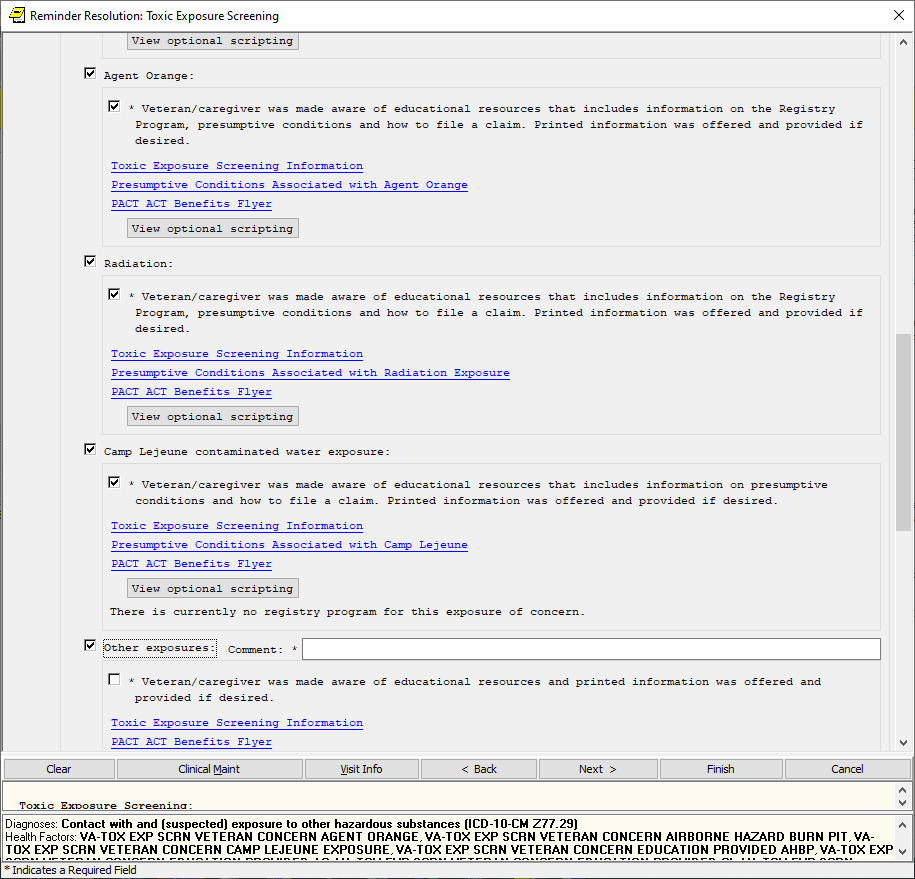 Reminder Resolution: Toxic Exposure Screening
View optional scripting
Agent Orange:
* Veteran/caregiver was made aware of educational resources that includes information on the Registry
Program, presumptive conditions and how to file a claim. Printed information was offered and provided if
desired.
Toxic Exposure Screening Information
Presumptive Conditions Associated with Agent Orange
PACT ACT Benefits Flyer
View optional scripting
Radiation:
* Veteran/caregiver was made aware of educational resources that includes information on the Registry
Program, presumptive conditions and how to file a claim. Printed information was offered and provided if
desired.
Toxic Exposure Screening Information
Presumptive Conditions Associated with Radiation Exposure
PACT ACT Benefits Flyer
View optional scripting
Camp Lejeune contaminated water exposure:
* Veteran/caregiver was made aware of educational resources that includes information on presumptive
conditions and how to file a claim. Printed information was offered and provided if desired.
Toxic Exposure Screening Information
Presumptive Conditions Associated with Camp Lejeune
PACT ACT Benefits Flyer
View optional scripting
There is currently no registry program for this exposure of concern.
Other exposures: Comment: *
* Veteran/caregiver was made aware of educational resources and printed information was offered and
provided if desired.
Toxic Exposure Screening Information
PACT ACT Benefits Flyer
Clear Clinical Maint Visit Info < Back Next > Finish Cancel
Toxic Exposure Screening:
Diagnoses: Contact with and (suspected) exposure to other hazardous substances (ICD-10-CM Z77.29)
Health Factors: VA-TOX EXP SCRN VETERAN CONCERN AGENT ORANGE, VA-TOX EXP SCRN VETERAN CONCERN AIRBORNE HAZARD BURN PIT, VA-
TOX EXP SCRN VETERAN CONCERN CAMP LEJEUNE EXPOSURE, VA-TOX EXP SCRN VETERAN CONCERN EDUCATION PROVIDED AHBP, VA-TOX EXP
* Indicates a Required Field